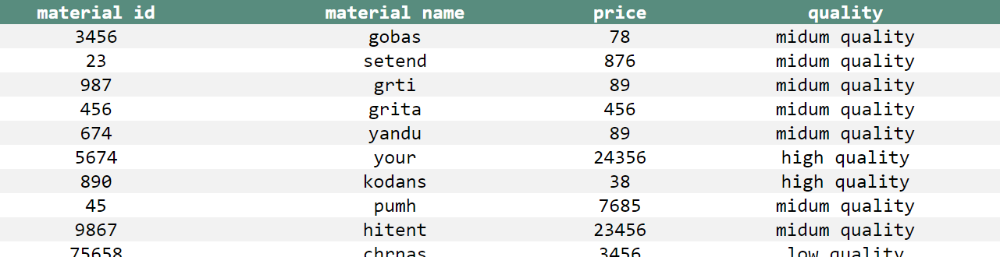 material id material name price quality
3456 gobas 78 midum quality
23 setend 876 midum quality
987 grti 89 midum quality
456 grita 456 midum quality
674 yandu 89 midum quality
5674 your 24356 high quality
890 kodans 38 high quality
45 pumh 7685 midum quality
9867 hitent 23456 midum quality
75658 chrnas 3456 low quality